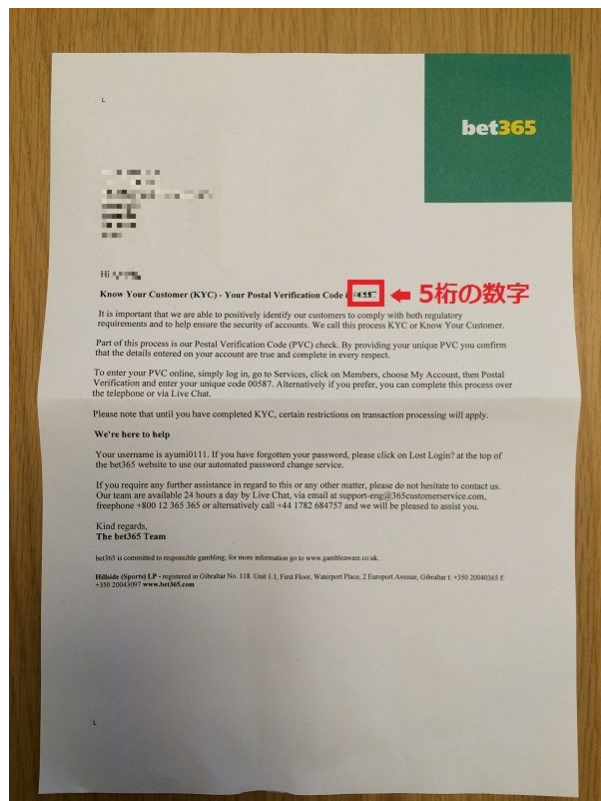 L
bet365
Hi
Know Your Customer (KYC) - Your Postal Verification Code
← 5桁の数字
It is important that we are able to positively identify our customers to comply with both regulatory
requirements and to help ensure the security of accounts. We call this process KYC or Know Your Customer.
Part of this process is our Postal Verification Code (PVC) check. By providing your unique PVC you confirm
that the details entered on your account are true and complete in every respect.
To enter your PVC online, simply log in, go to Services, click on Members, choose My Account, then Postal
Verification and enter your unique code 00587. Alternatively if you prefer, you can complete this process over
the telephone or via Live Chat.
Please note that until you have completed KYC, certain restrictions on transaction processing will apply.
We're here to help
Your username is ayumi0111. If you have forgotten your password, please click on Lost Login? at the top of
the bet365 website to use our automated password change service.
If you require any further assistance in regard to this or any other matter, please do not hesitate to contact us.
Our team are available 24 hours a day by Live Chat, via email at support-eng@365customerservice.com,
freephone +800 12 365 365 or alternatively call +44 1782 684757 and we will be pleased to assist you.
Kind regards,
The bet365 Team
bet365 is committed to responsible gambling; for more information go to www.gambleaware.co.uk.
Hillside (Sports) LP - registered in Gibraltar No. 118. Unit 1.1, First Floor, Waterport Place, 2 Europort Avenue, Gibraltar t: +350 20040365 f:
+350 20043097 www.bet365.com
L